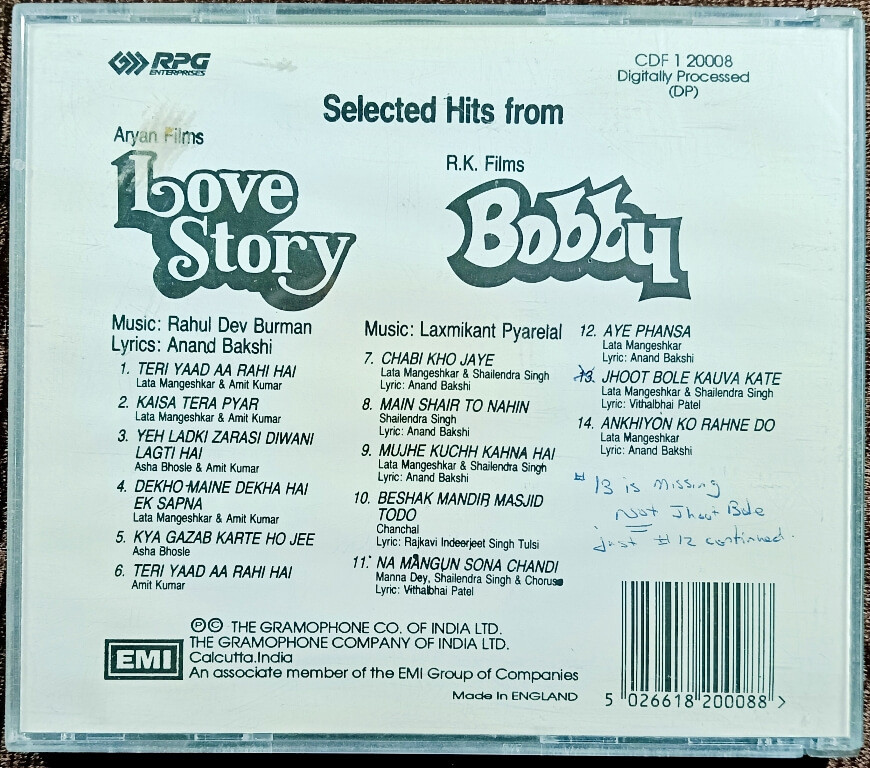 RPG
ENTERPRISES
CDF 1 20008
Digitally Processed
(DP)
Selected Hits from
Aryan Films
Love
Story
Music: Rahul Dev Burman
Lyrics: Anand Bakshi
1. TERI YAAD AA RAHI HAI
Lata Mangeshkar & Amit Kumar
2. KAISA TERA PYAR
Lata Mangeshkar & Amit Kumar
3. YEH LADKI ZARASI DIWANI
LAGTI HAI
Asha Bhosle & Amit Kumar
4. DEKHO MAINE DEKHA HAI
EK SAPNA
Lata Mangeshkar & Amit Kumar
5. KYA GAZAB KARTE HO JEE
Asha Bhosle
6. TERI YAAD AA RAHI HAI
Amit Kumar
R.K. Films
Bobby
Music: Laxmikant Pyarelal
7. CHABI KHO JAYE
Lata Mangeshkar & Shailendra Singh
Lyric: Anand Bakshi
8. MAIN SHAIR TO NAHIN
Shailendra Singh
Lyric: Anand Bakshi
9. MUJHE KUCHH KAHNA HAI
Lata Mangeshkar & Shailendra Singh
Lyric: Anand Bakshi
10. BESHAK MANDIR MASJID
TODO
Chanchal
Lyric: Rajkavi Indeerjeet Singh Tulsi
11. NA MANGUN SONA CHANDI
Manna Dey, Shailendra Singh & Chorus
Lyric: Vithalbhai Patel
12. AYE PHANSA
Lata Mangeshkar
Lyric: Anand Bakshi
13. JHOOT BOLE KAUVA KATE
Lata Mangeshkar & Shailendra Singh
Lyric: Vithalbhai Patel
14. ANKHIYON KO RAHNE DO
Lata Mangeshkar
Lyric: Anand Bakshi
#13 is missing
Not Jhoot Bole
just #12 continued.
EMI
℗© THE GRAMOPHONE CO. OF INDIA LTD.
THE GRAMOPHONE COMPANY OF INDIA LTD.
Calcutta.India
An associate member of the EMI Group of Companies
Made in ENGLAND
5 026618 200088 >